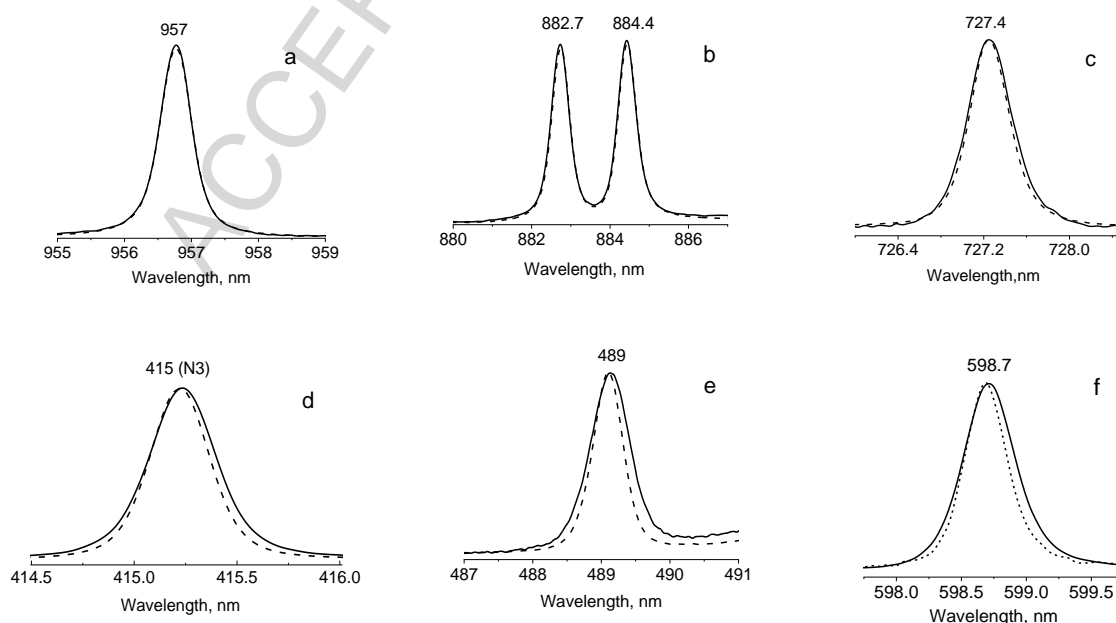 957
a
882.7 884.4
b
727.4
c
955 956 957 958 959
Wavelength, nm
880 882 884 886
Wavelength, nm
726.4 727.2 728.0
Wavelength,nm
415 (N3)
d
489
e
598.7
f
414.5 415.0 415.5 416.0
Wavelength, nm
487 488 489 490 491
Wavelength, nm
598.0 598.5 599.0 599.5
Wavelength, nm
ACCE